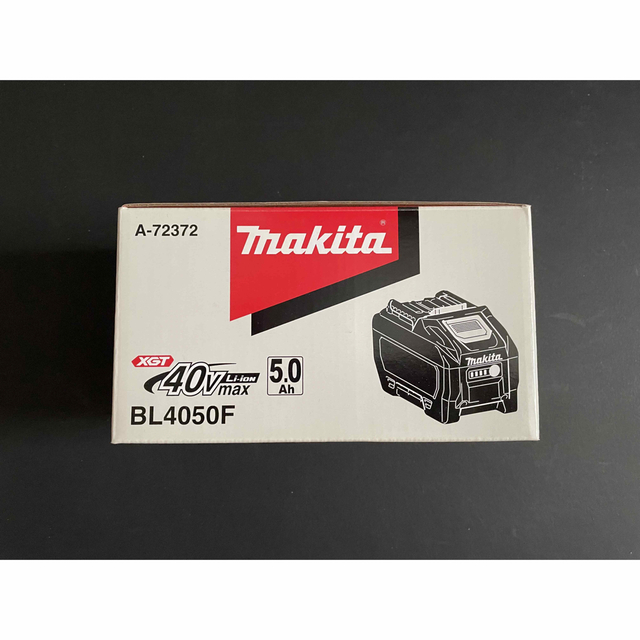 A-72372
makita
XGT
40Vmax Li-ion
5.0 Ah
BL4050F
makita